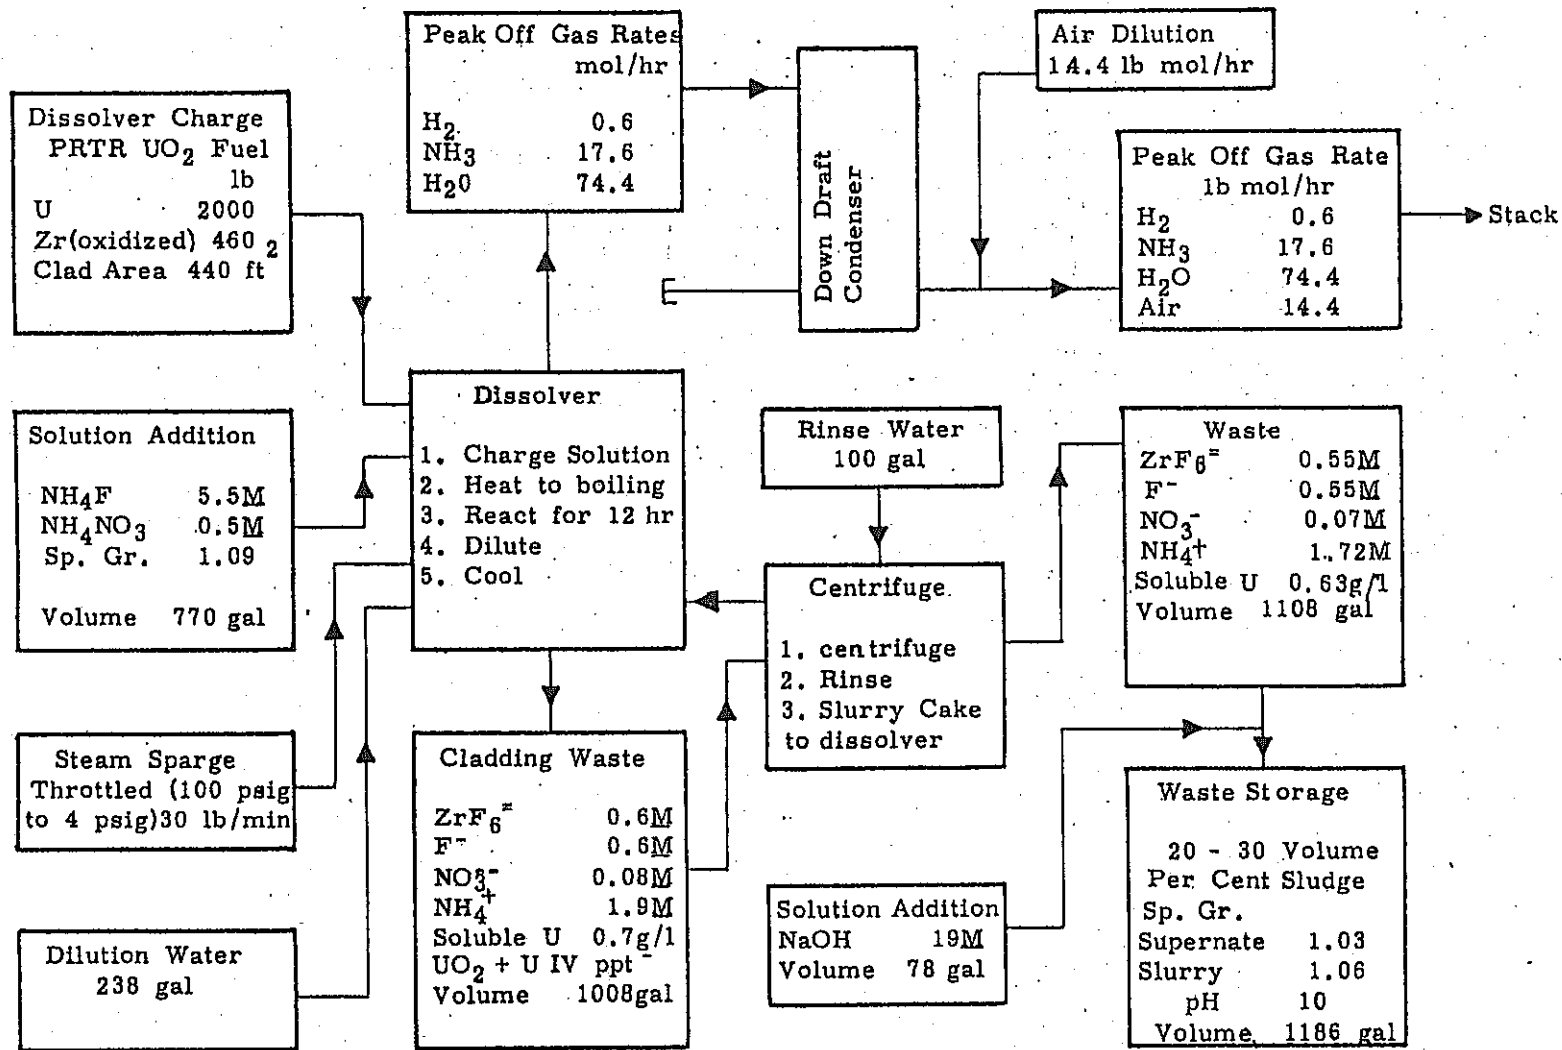 Peak Off Gas Rates
mol/hr
H2 0.6
NH3 17.6
H2O 74.4
Air Dilution
14.4 lb mol/hr
Dissolver Charge
PRTR UO2 Fuel
lb
U 2000
Zr(oxidized) 460
Clad Area 440 ft2
Down Draft
Condenser
Peak Off Gas Rate
lb mol/hr
H2 0.6
NH3 17.6
H2O 74.4
Air 14.4
Stack
Solution Addition
NH4F 5.5M
NH4NO3 0.5M
Sp. Gr. 1.09
Volume 770 gal
Dissolver
1. Charge Solution
2. Heat to boiling
3. React for 12 hr
4. Dilute
5. Cool
Rinse Water
100 gal
Waste
ZrF6= 0.55M
F- 0.55M
NO3- 0.07M
NH4+ 1.72M
Soluble U 0.63g/l
Volume 1108 gal
Centrifuge
1. centrifuge
2. Rinse
3. Slurry Cake
to dissolver
Steam Sparge
Throttled (100 psig
to 4 psig)30 lb/min
Cladding Waste
ZrF6= 0.6M
F- 0.6M
NO3- 0.08M
NH4+ 1.9M
Soluble U 0.7g/l
UO2 + U IV ppt
Volume 1008gal
Dilution Water
238 gal
Solution Addition
NaOH 19M
Volume 78 gal
Waste Storage
20 - 30 Volume
Per Cent Sludge
Sp. Gr.
Supernate 1.03
Slurry 1.06
pH 10
Volume 1186 gal